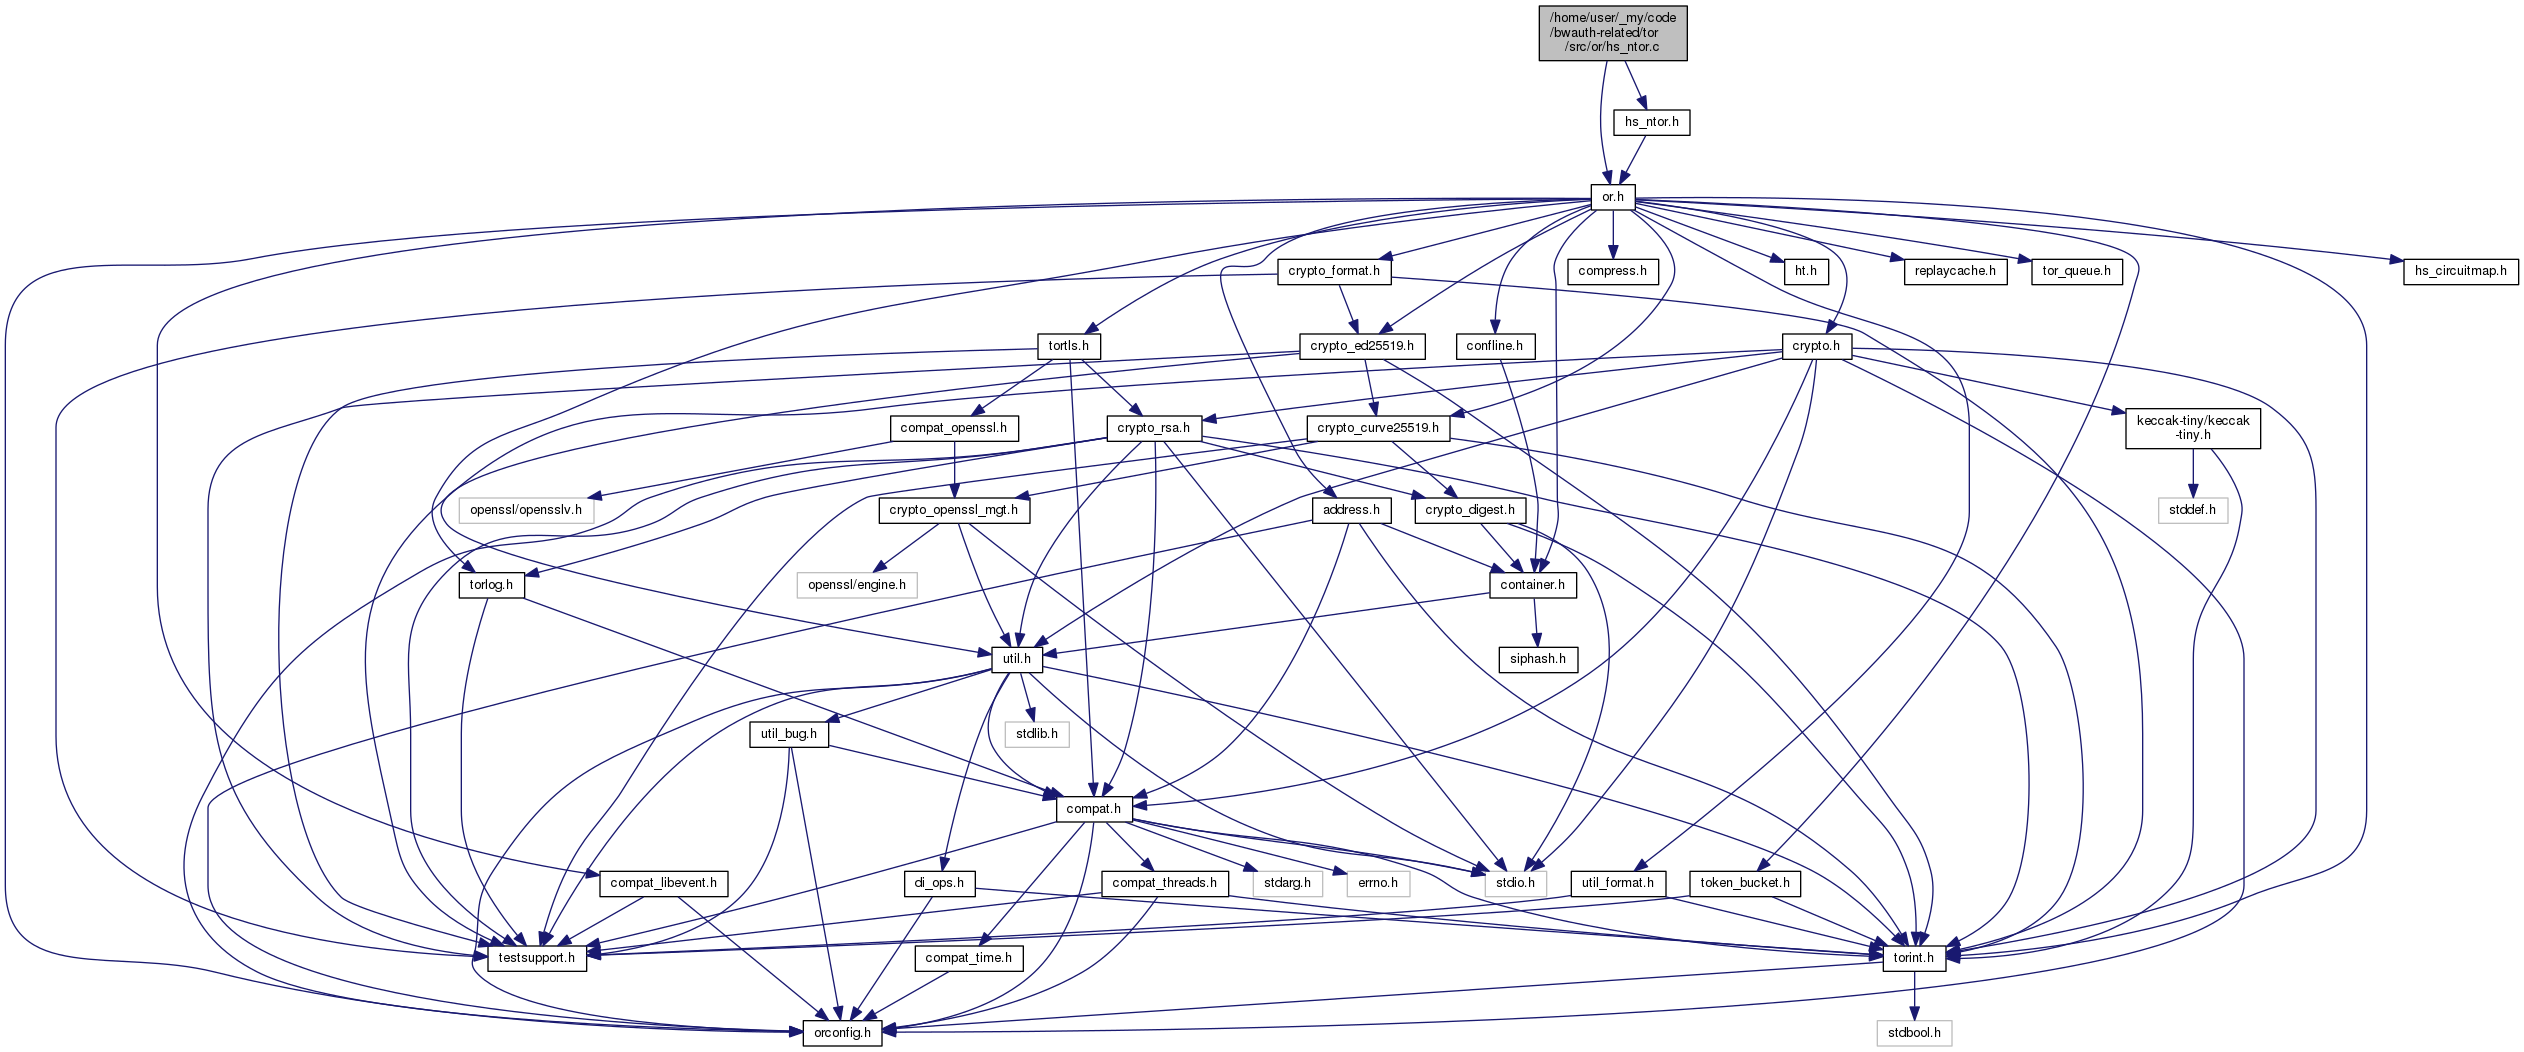 /home/user/_my/code
/bwauth-related/tor
/src/or/hs_ntor.c
hs_ntor.h
or.h
crypto_format.h
compress.h
ht.h
replaycache.h
tor_queue.h
hs_circuitmap.h
tortls.h
crypto_ed25519.h
confline.h
crypto.h
compat_openssl.h
crypto_rsa.h
crypto_curve25519.h
keccak-tiny/keccak
-tiny.h
openssl/opensslv.h
crypto_openssl_mgt.h
address.h
crypto_digest.h
stddef.h
torlog.h
openssl/engine.h
container.h
util.h
siphash.h
util_bug.h
stdlib.h
compat.h
compat_libevent.h
di_ops.h
compat_threads.h
stdarg.h
errno.h
stdio.h
util_format.h
token_bucket.h
testsupport.h
compat_time.h
torint.h
orconfig.h
stdbool.h